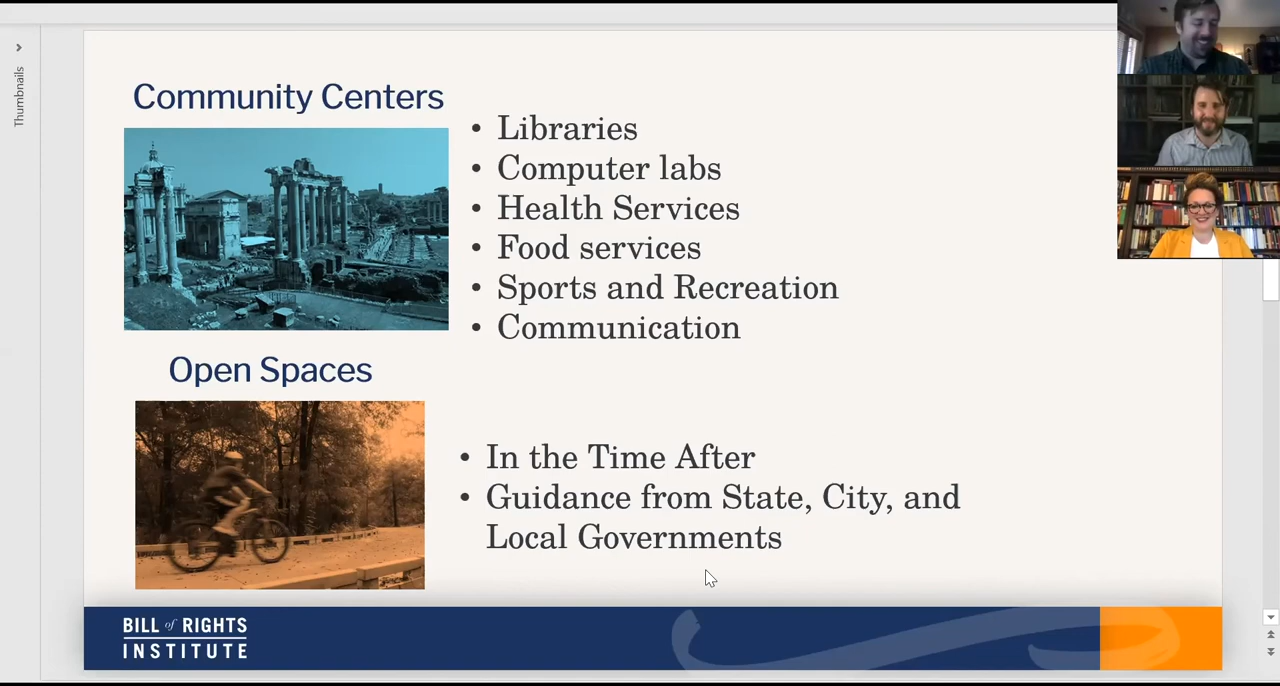 Thumbnails
Community Centers
• Libraries
• Computer labs
• Health Services
• Food services
• Sports and Recreation
• Communication
Open Spaces
• In the Time After
• Guidance from State, City, and
Local Governments
BILL of RIGHTS
INSTITUTE